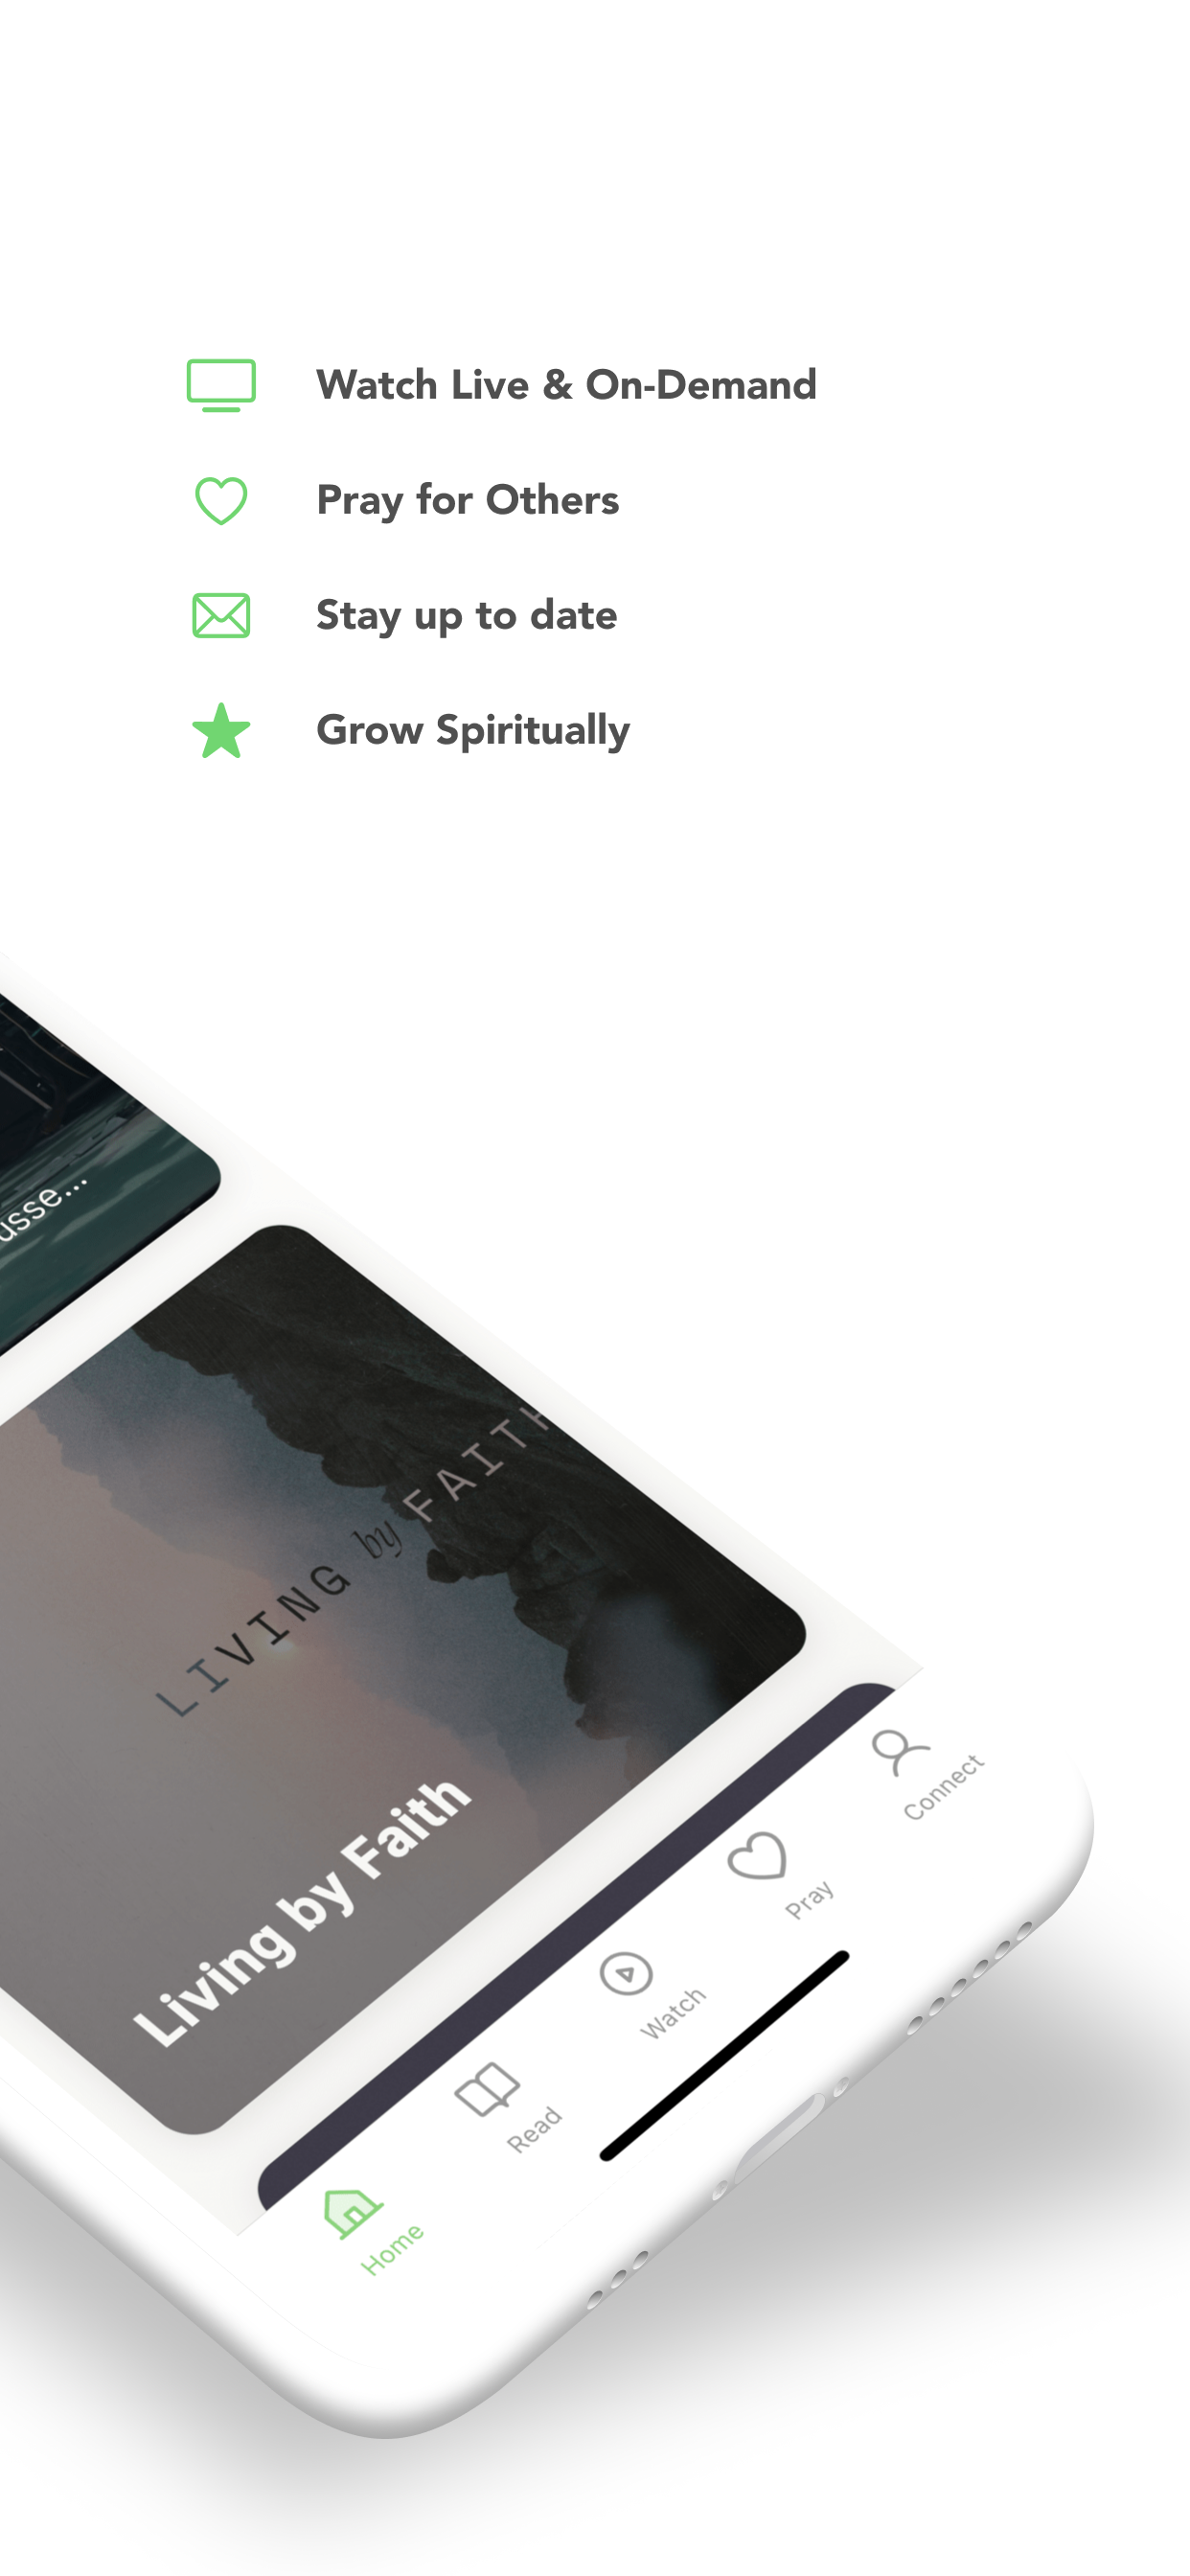 Watch Live & On-Demand
Pray for Others
Stay up to date
Grow Spiritually
LIVING by FAITH
Living by Faith
Home
Read
Watch
Pray
Connect